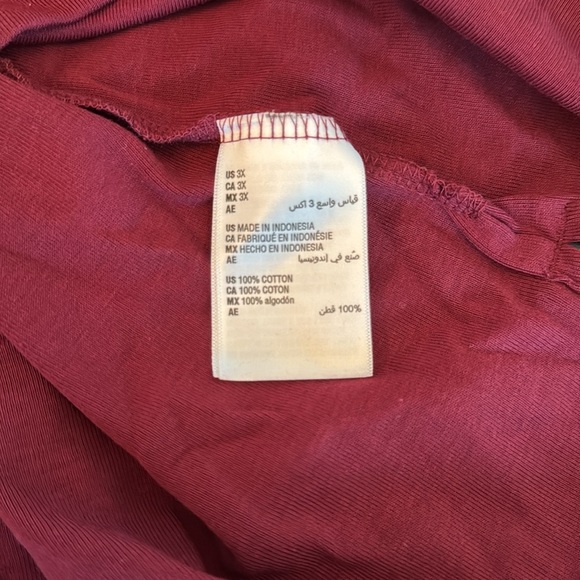 US 3X
CA 3X
MX 3X
AE قياس واسع 3 اكس
US MADE IN INDONESIA
CA FABRIQUÉ EN INDONÉSIE
MX HECHO EN INDONESIA
AE صُنع في إندونيسيا
US 100% COTTON
CA 100% COTON
MX 100% algodón
AE 100% قطن